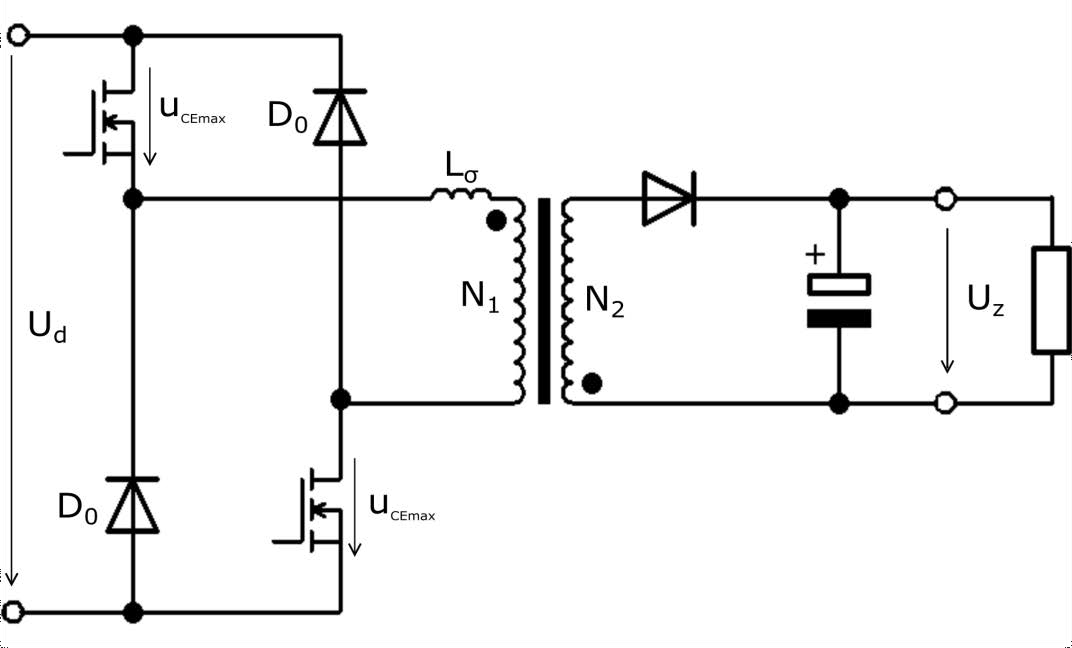 u_CEmax
D_0
L_σ
+
N_1
N_2
U_z
U_d
D_0
u_CEmax